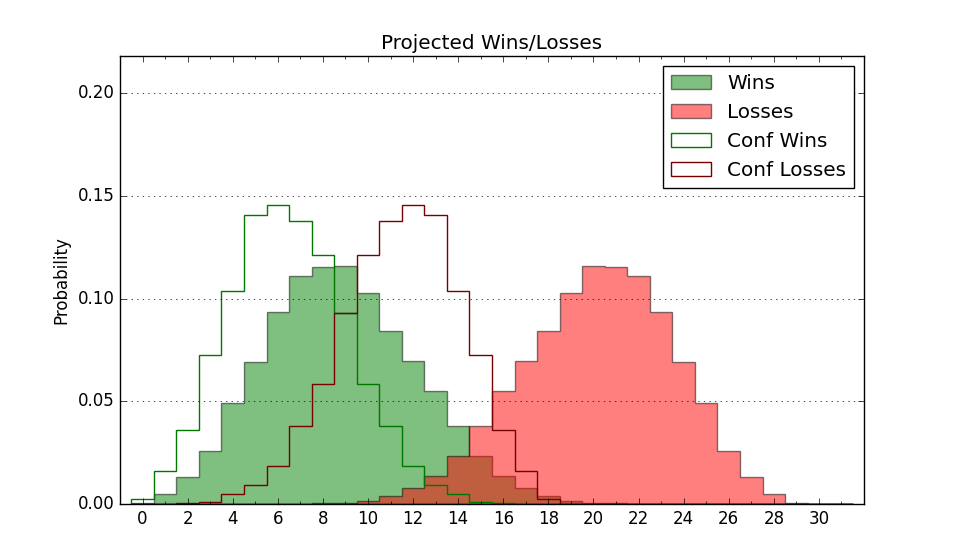 Projected Wins/Losses
Wins
Losses
Conf Wins
Conf Losses
Probability
0.20
0.15
0.10
0.05
0.00
0 2 4 6 8 10 12 14 16 18 20 22 24 26 28 30